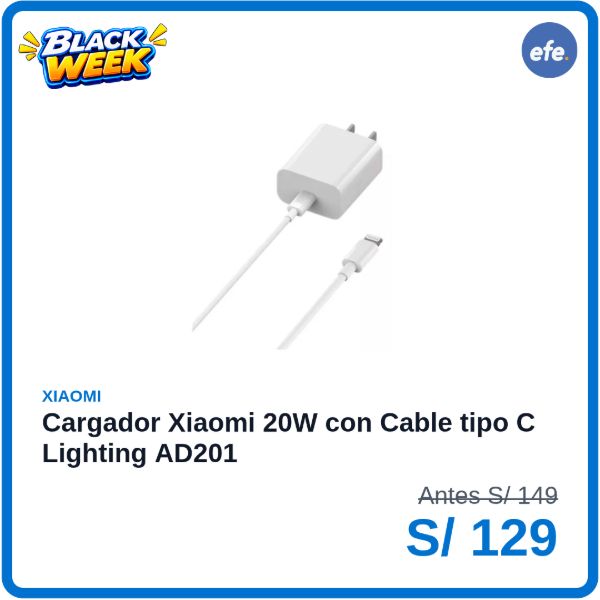 BLACK
WEEK
efe.
XIAOMI
Cargador Xiaomi 20W con Cable tipo C
Lighting AD201
Antes S/ 149
S/ 129